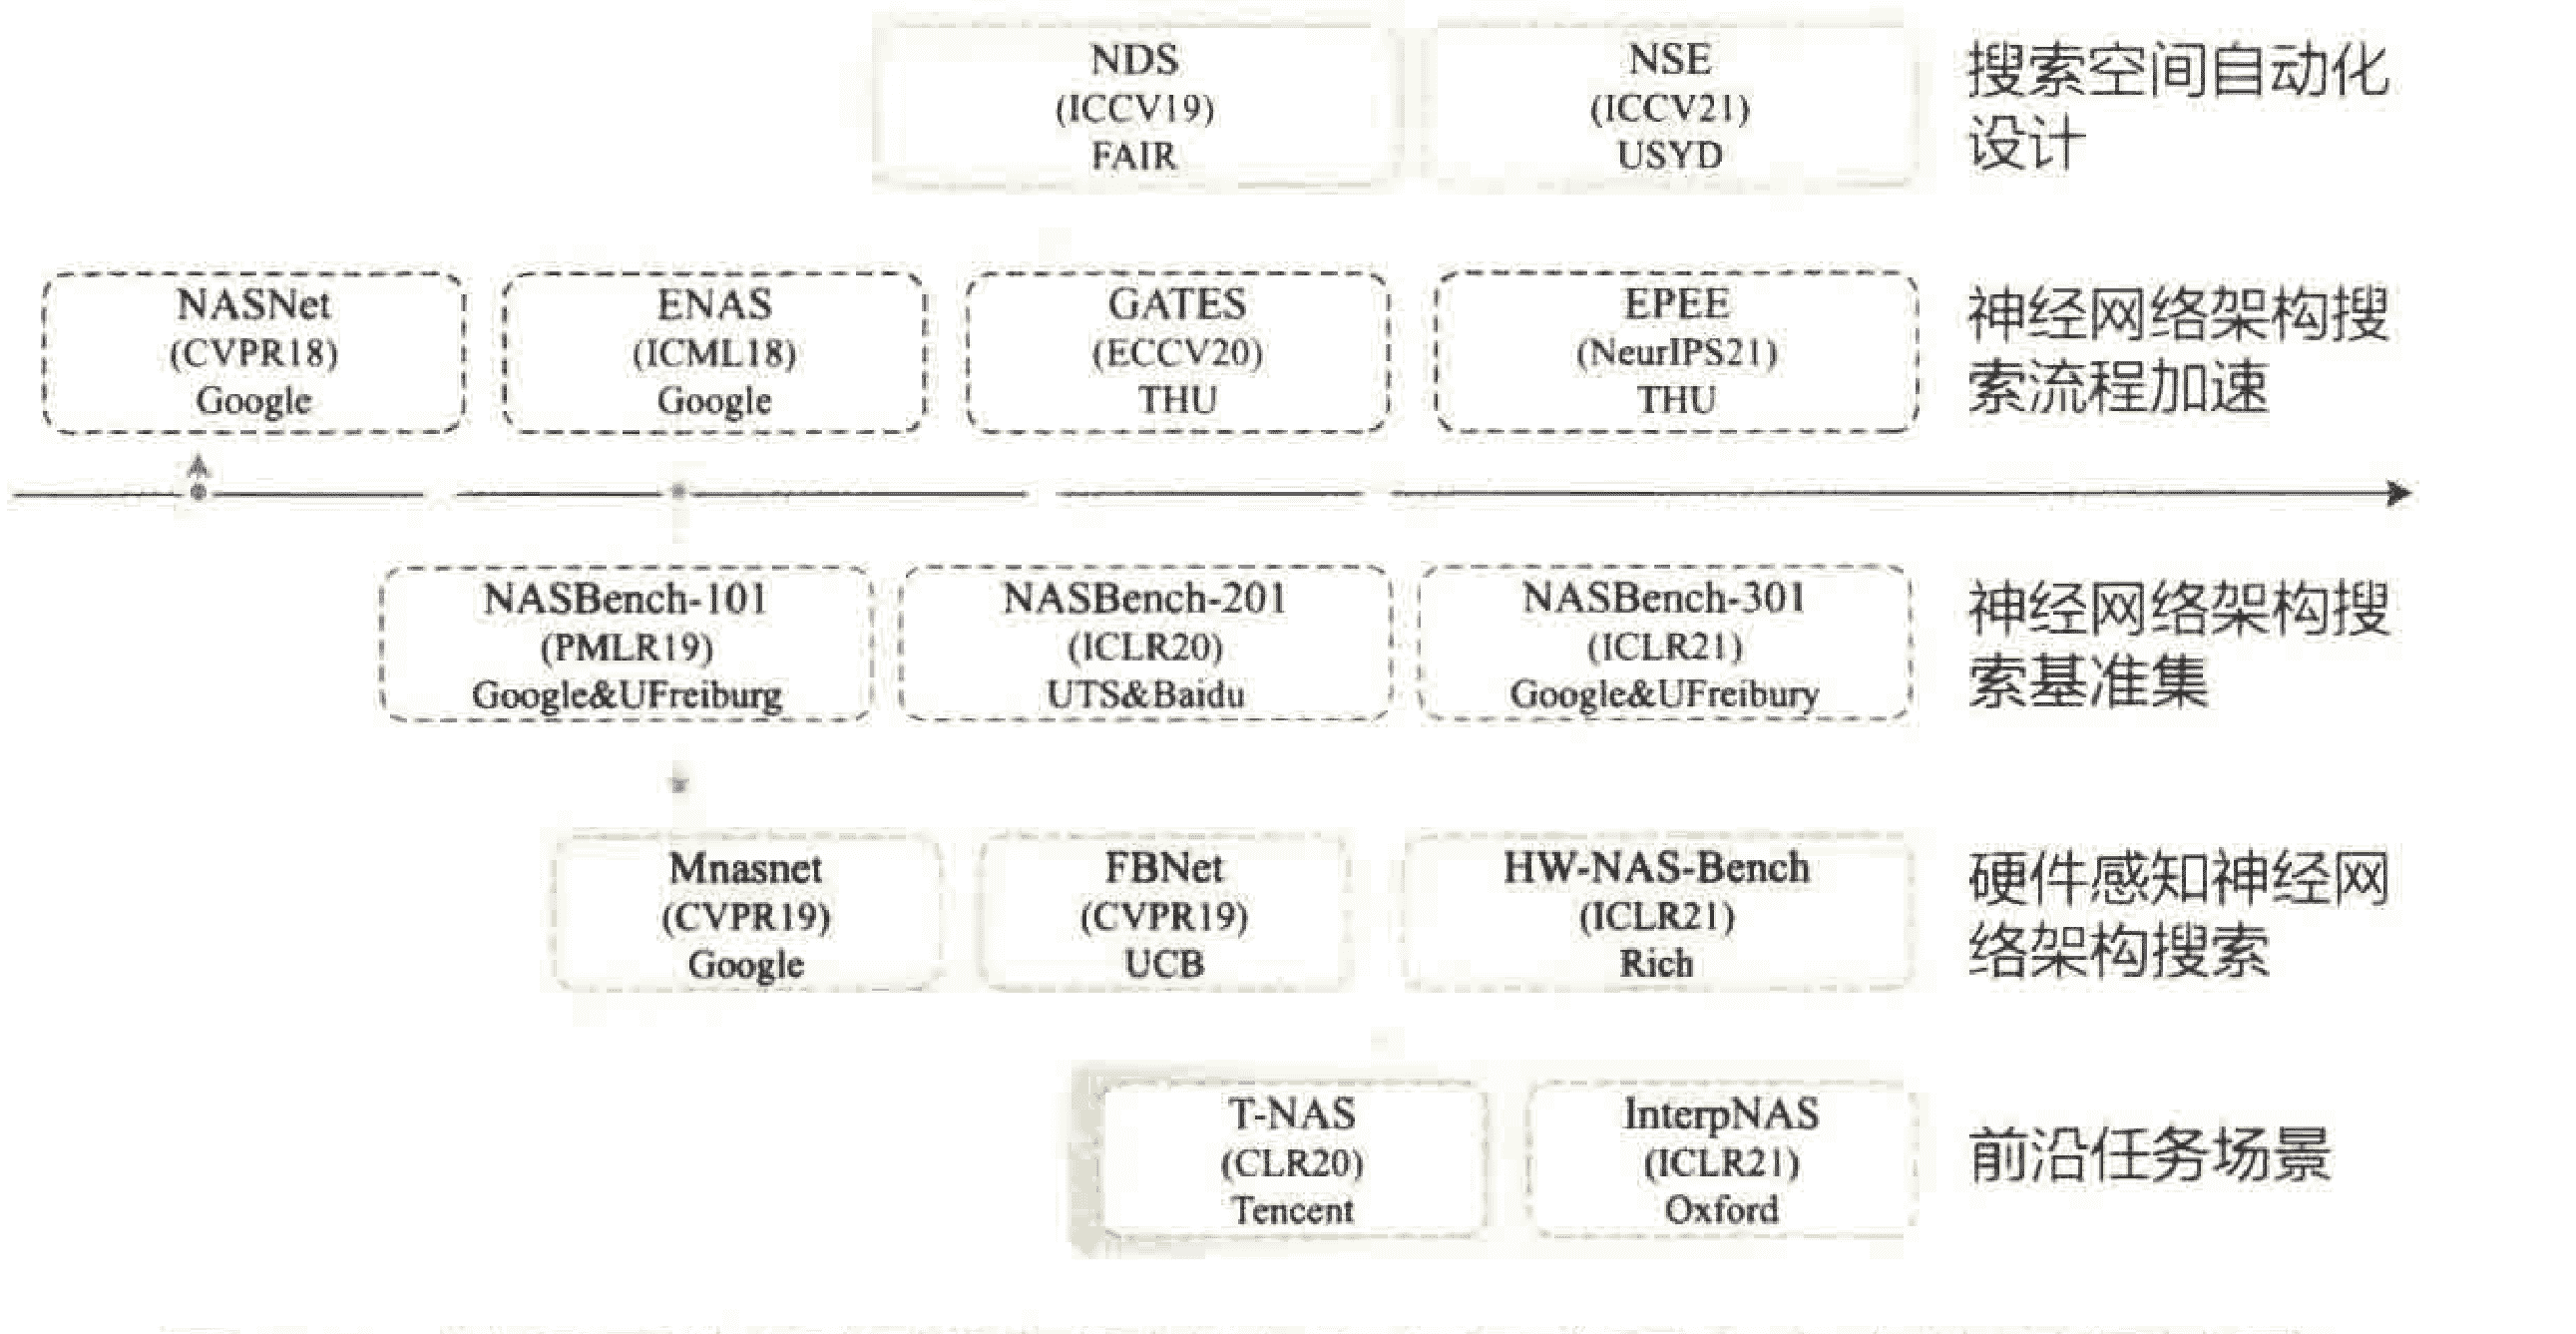 NDS
(ICCV19)
FAIR
NSE
(ICCV21)
USYD
搜索空间自动化
设计
NASNet
(CVPR18)
Google
ENAS
(ICML18)
Google
GATES
(ECCV20)
THU
EPEE
(NeurIPS21)
THU
神经网络架构搜
索流程加速
NASBench-101
(PMLR19)
Google&UFreiburg
NASBench-201
(ICLR20)
UTS&Baidu
NASBench-301
(ICLR21)
Google&UFreibury
神经网络架构搜
索基准集
Mnasnet
(CVPR19)
Google
FBNet
(CVPR19)
UCB
HW-NAS-Bench
(ICLR21)
Rich
硬件感知神经网
络架构搜索
T-NAS
(CLR20)
Tencent
InterpNAS
(ICLR21)
Oxford
前沿任务场景